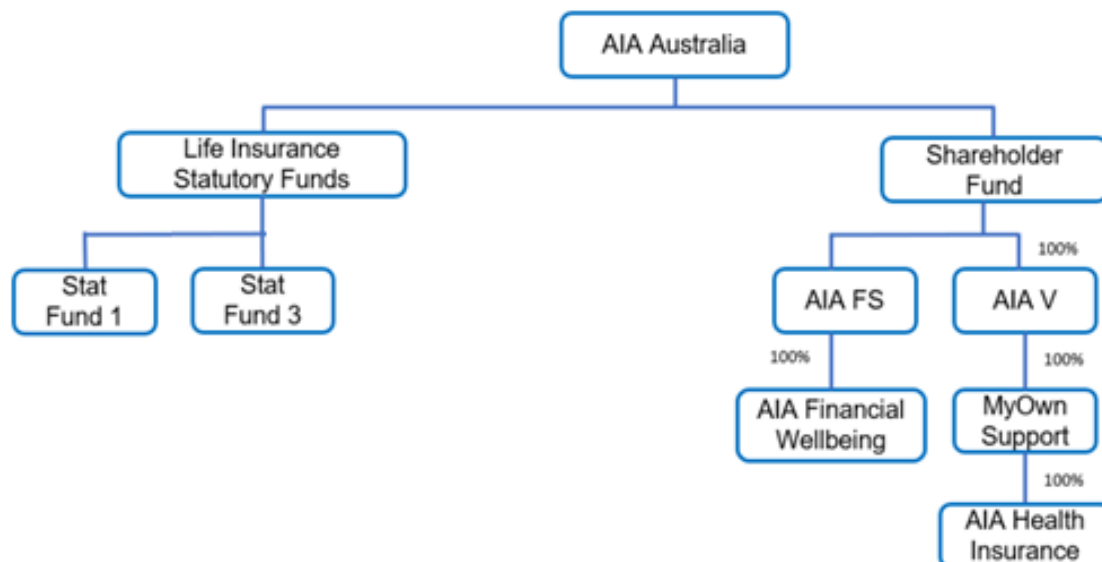 AIA Australia
Life Insurance
Statutory Funds
Shareholder
Fund
100%
Stat
Fund 1
Stat
Fund 3
AIA FS
AIA V
100%
100%
AIA Financial
Wellbeing
MyOwn
Support
100%
AIA Health
Insurance